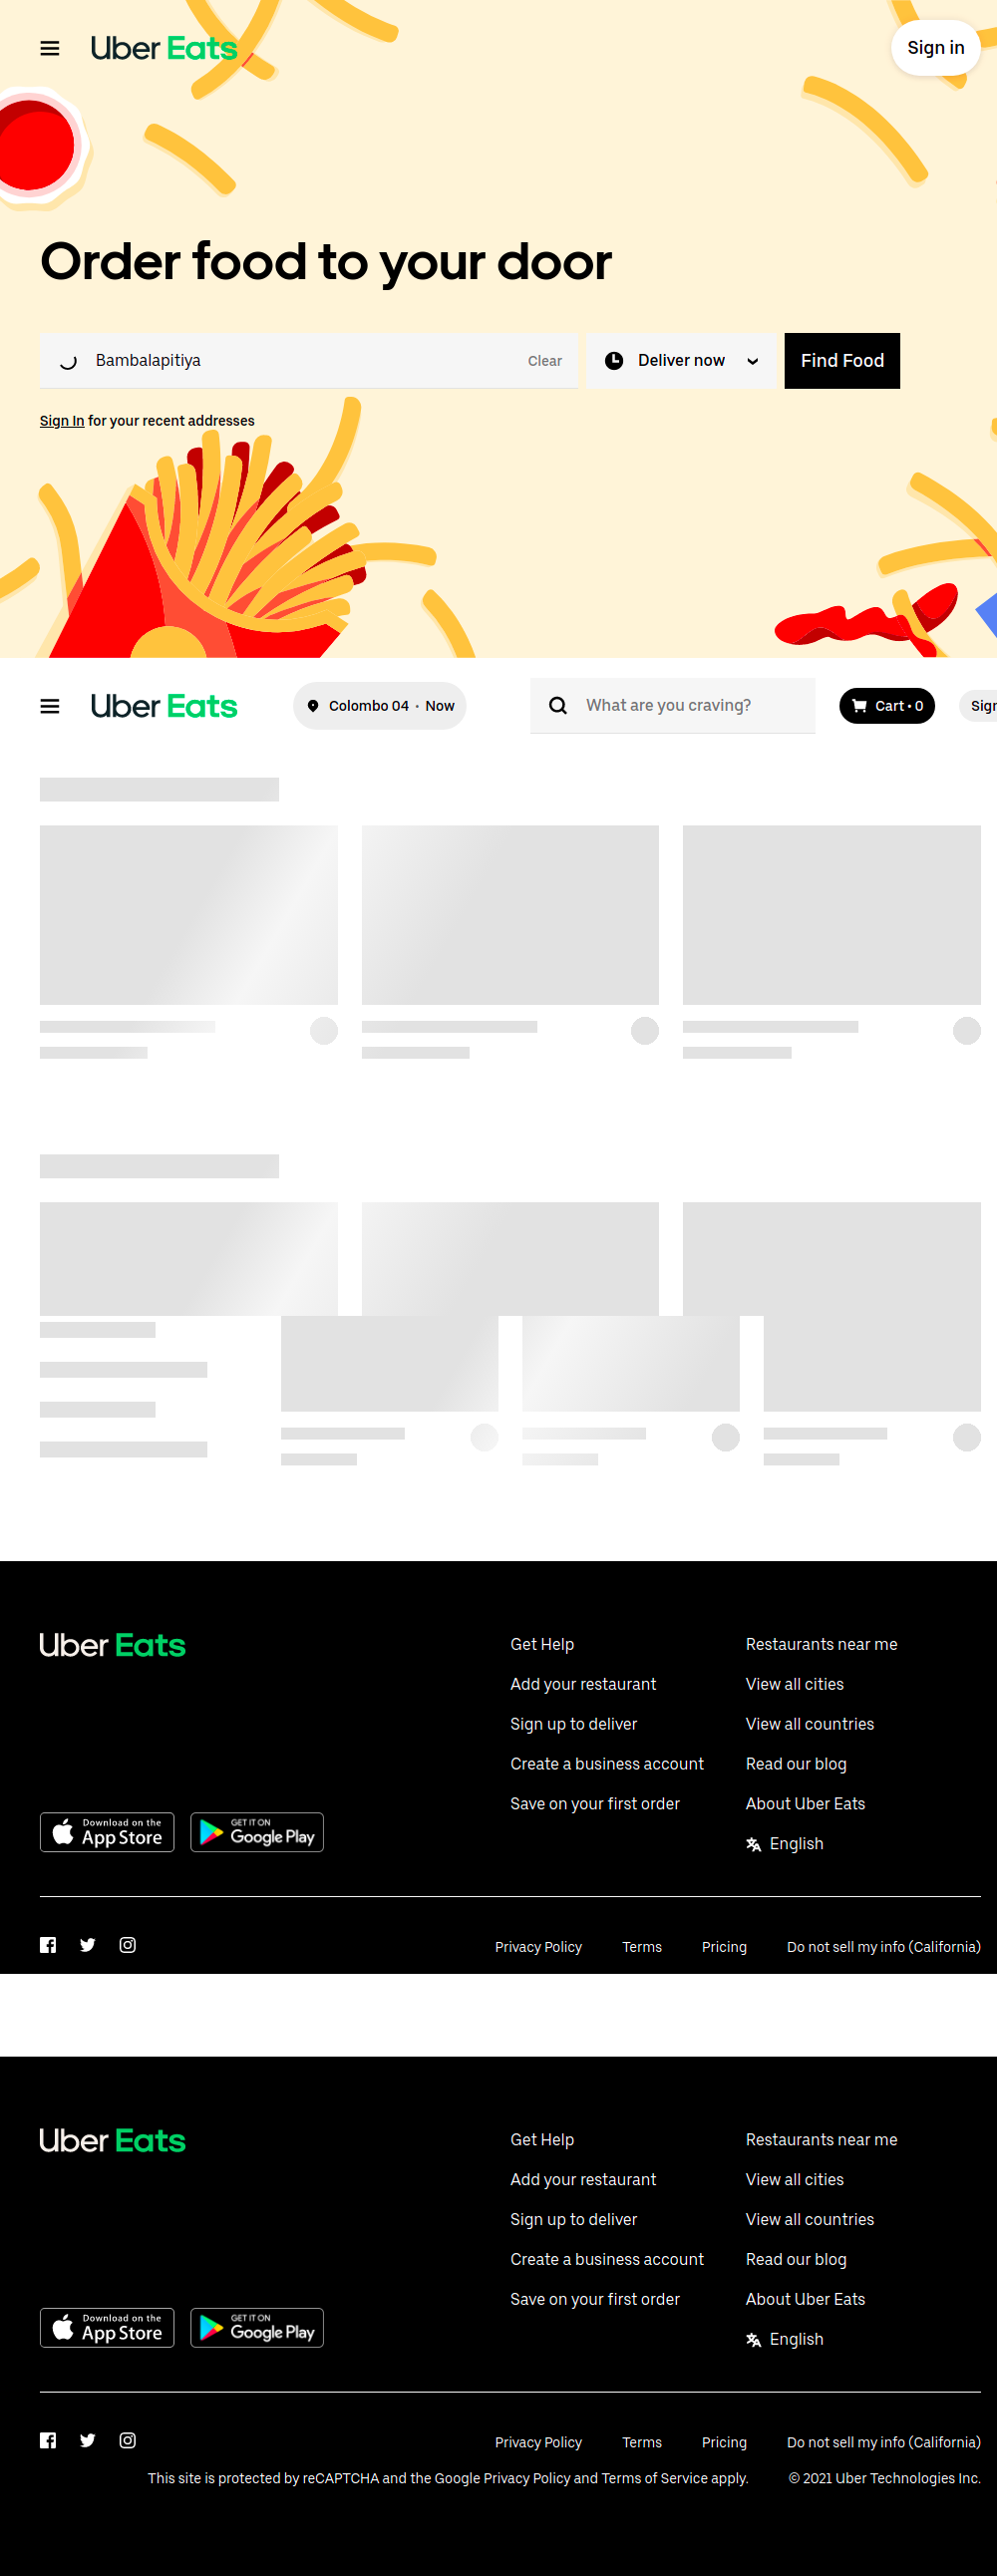 Uber Eats
Sign in
Order food to your door
Bambalapitiya
Clear
Deliver now
Find Food
Sign In for your recent addresses
Uber Eats
Colombo 04 • Now
What are you craving?
Cart • 0
Sign
Uber Eats
Get Help
Restaurants near me
Add your restaurant
View all cities
Sign up to deliver
View all countries
Create a business account
Read our blog
Save on your first order
About Uber Eats
Download on the
App Store
GET IT ON
Google Play
English
Privacy Policy
Terms
Pricing
Do not sell my info (California)
Uber Eats
Get Help
Restaurants near me
Add your restaurant
View all cities
Sign up to deliver
View all countries
Create a business account
Read our blog
Save on your first order
About Uber Eats
Download on the
App Store
GET IT ON
Google Play
English
Privacy Policy
Terms
Pricing
Do not sell my info (California)
This site is protected by reCAPTCHA and the Google Privacy Policy and Terms of Service apply.
© 2021 Uber Technologies Inc.